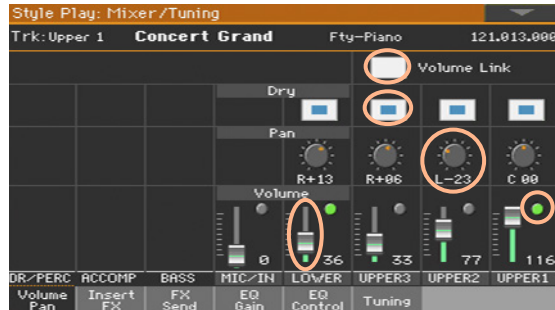 Style Play: Mixer/Tuning
Trk:Upper 1 Concert Grand Fty-Piano 121.013.000
Volume Link
Dry
Pan
R+13 R+06 L-23 C 00
Volume
0 36 33 77 116
DR/PERC ACCOMP BASS MIC/IN LOWER UPPER3 UPPER2 UPPER1
Volume Pan Insert FX FX Send EQ Gain EQ Control Tuning